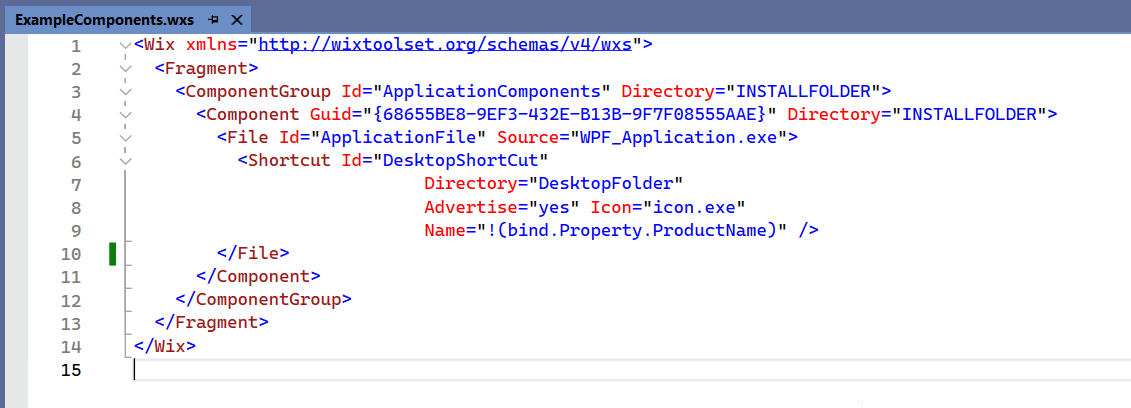 ExampleComponents.wxs
1 <Wix xmlns="http://wixtoolset.org/schemas/v4/wxs">
2 <Fragment>
3 <ComponentGroup Id="ApplicationComponents" Directory="INSTALLFOLDER">
4 <Component Guid="{68655BE8-9EF3-432E-B13B-9F7F08555AAE}" Directory="INSTALLFOLDER">
5 <File Id="ApplicationFile" Source="WPF_Application.exe">
6 <Shortcut Id="DesktopShortCut"
7 Directory="DesktopFolder"
8 Advertise="yes" Icon="icon.exe"
9 Name="!(bind.Property.ProductName)" />
10 </File>
11 </Component>
12 </ComponentGroup>
13 </Fragment>
14 </Wix>
15